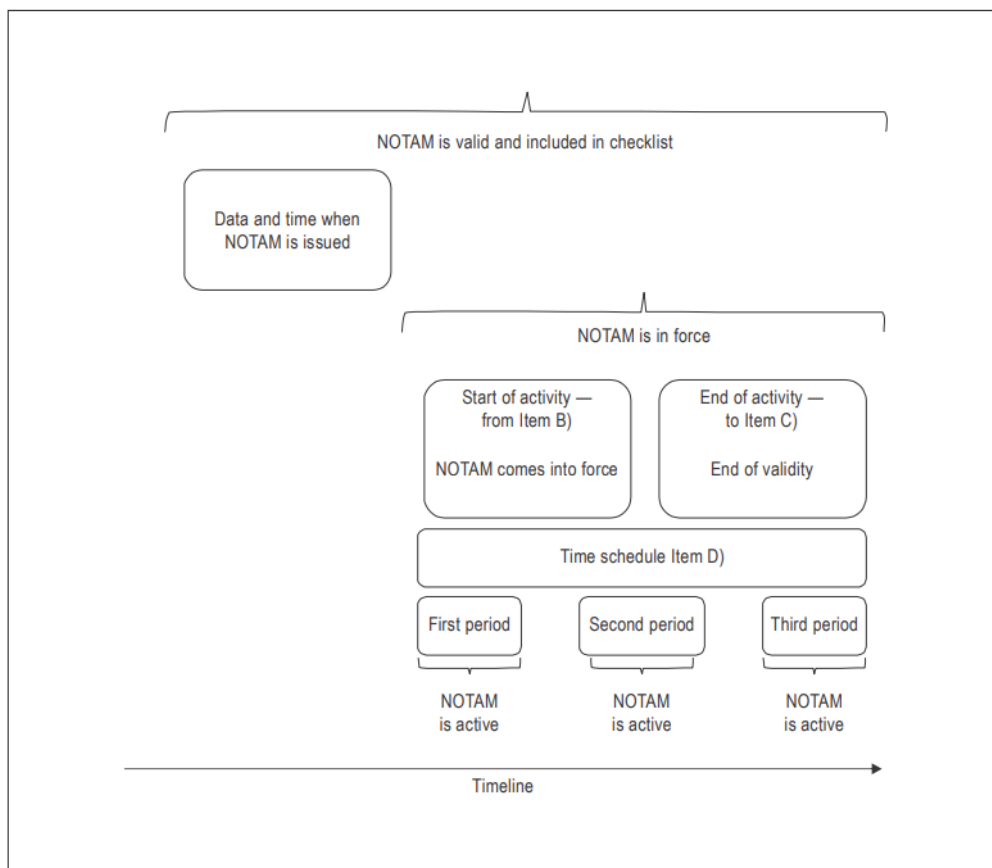 NOTAM is valid and included in checklist
Data and time when
NOTAM is issued
NOTAM is in force
Start of activity —
from Item B)
NOTAM comes into force
End of activity —
to Item C)
End of validity
Time schedule Item D)
First period
Second period
Third period
NOTAM
is active
NOTAM
is active
NOTAM
is active
Timeline